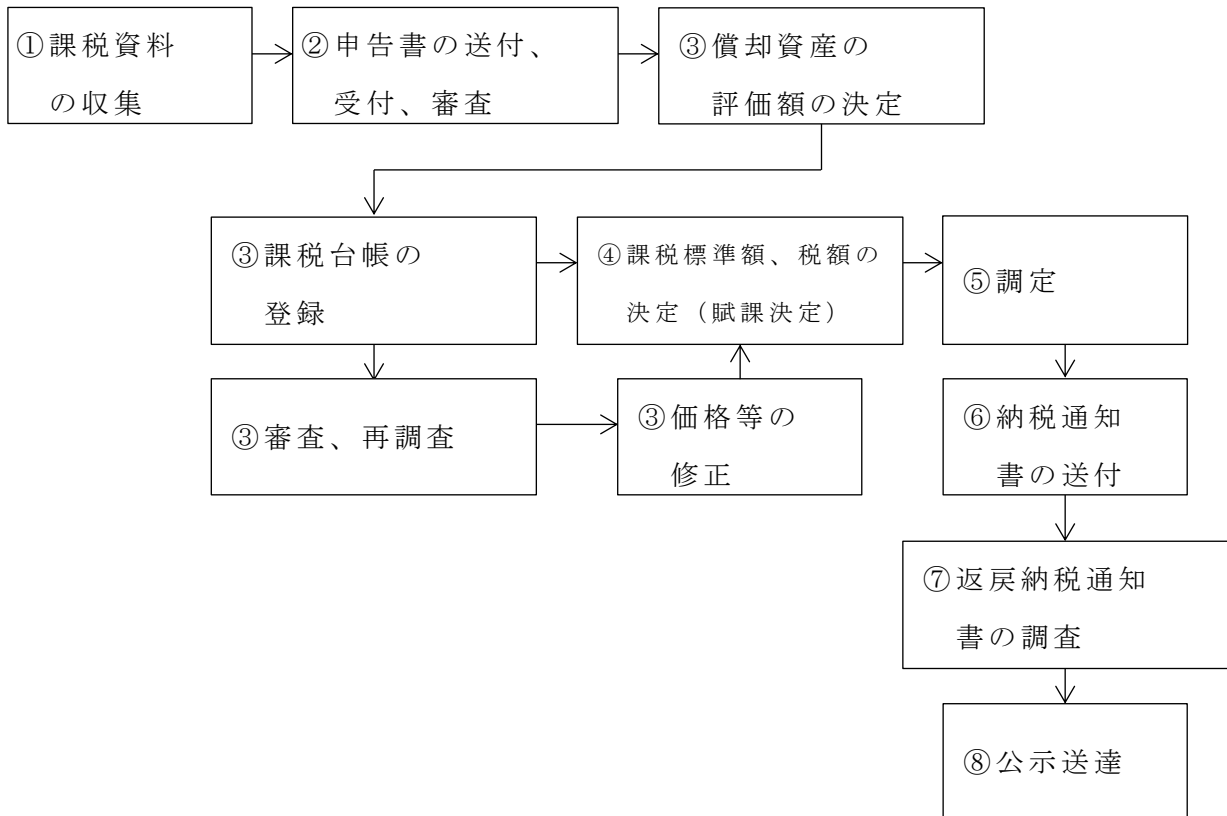 ①課税資料
の収集
②申告書の送付、
受付、審査
③償却資産の
評価額の決定
③課税台帳の
登録
④課税標準額、税額の
決定（賦課決定）
⑤調定
③審査、再調査
③価格等の
修正
⑥納税通知
書の送付
⑦返戻納税通知
書の調査
⑧公示送達